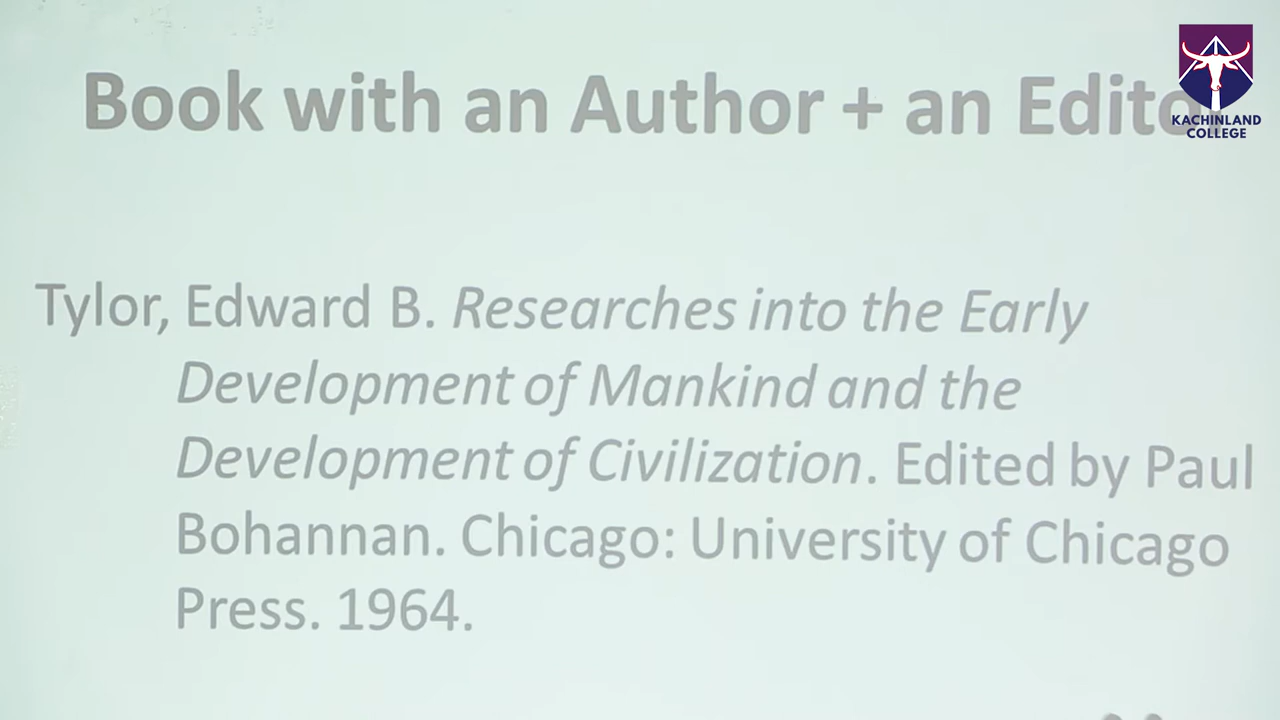 Book with an Author + an Edito
KACHINLAND
COLLEGE
Tylor, Edward B. Researches into the Early
Development of Mankind and the
Development of Civilization. Edited by Paul
Bohannan. Chicago: University of Chicago
Press. 1964.